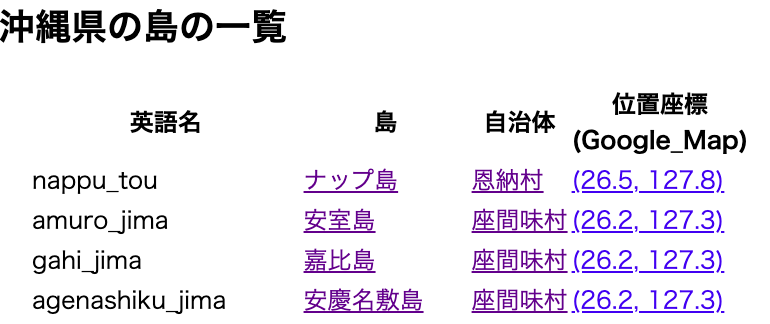 沖縄県の島の一覧
英語名 島 自治体 位置座標
(Google_Map)
nappu_tou ナップ島 恩納村 (26.5, 127.8)
amuro_jima 安室島 座間味村 (26.2, 127.3)
gahi_jima 嘉比島 座間味村 (26.2, 127.3)
agenashiku_jima 安慶名敷島 座間味村 (26.2, 127.3)